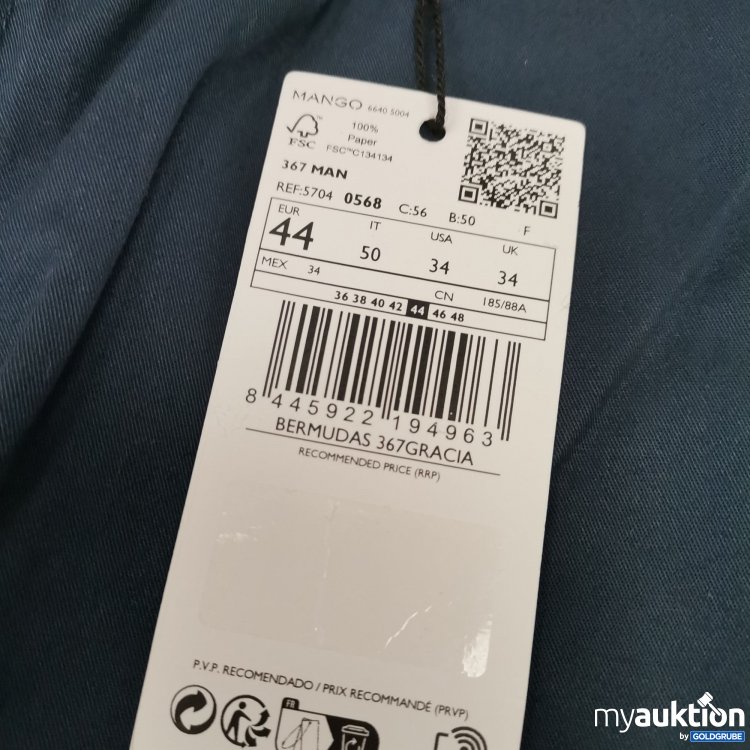 MANGO 6640 5004
FSC™
100%
Paper
FSC™C134134
367 MAN
REF:5704 0568 C:56 B:50 F
EUR IT USA UK
44 50 34 34
MEX 34 CN 185/88A
36 38 40 42 44 46 48
8 445922 194963
BERMUDAS 367GRACIA
RECOMMENDED PRICE (RRP)
P.V.P. RECOMENDADO / PRIX RECOMMANDÉ (PRVP)
FR
myauktion
by GOLDGRUBE